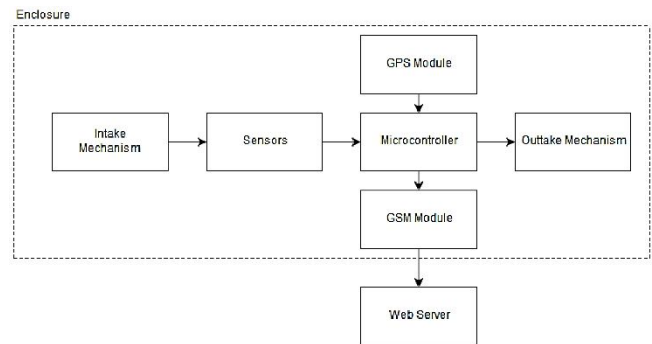 Enclosure
GPS Module
Intake
Mechanism
Sensors
Microcontroller
Outtake Mechanism
GSM Module
Web Server